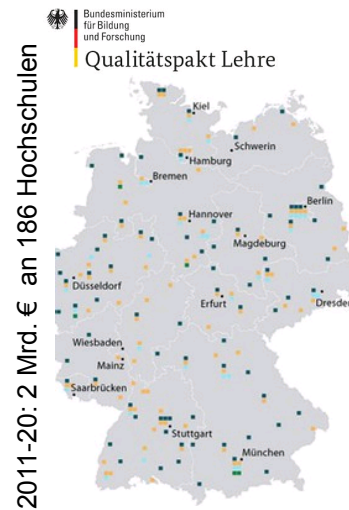 Bundesministerium
für Bildung
und Forschung
Qualitätspakt Lehre
2011-20: 2 Mrd. € an 186 Hochschulen
Kiel
Schwerin
Hamburg
Bremen
Berlin
Hannover
Magdeburg
Düsseldorf
Erfurt
Dresden
Wiesbaden
Mainz
Saarbrücken
Stuttgart
München